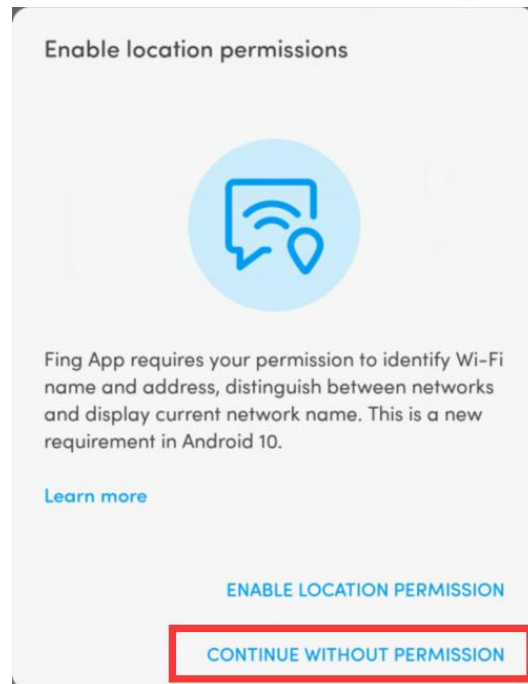 Enable location permissions
Fing App requires your permission to identify Wi-Fi
name and address, distinguish between networks
and display current network name. This is a new
requirement in Android 10.
Learn more
ENABLE LOCATION PERMISSION
CONTINUE WITHOUT PERMISSION